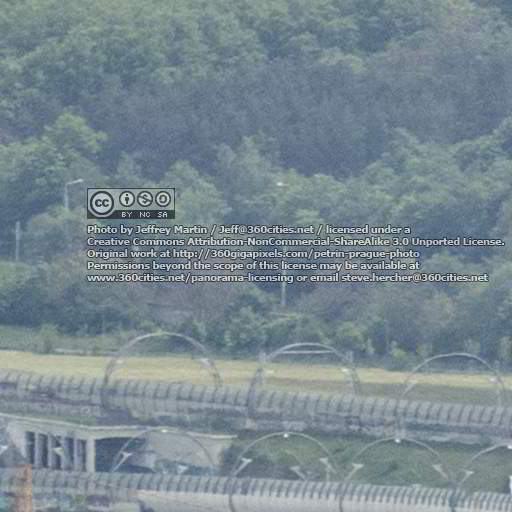 cc BY NC SA
Photo by Jeffrey Martin / Jeff@360cities.net / licensed under a
Creative Commons Attribution-NonCommercial-ShareAlike 3.0 Unported License.
Original work at http://360gigapixels.com/petrin-prague-photo
Permissions beyond the scope of this license may be available at
www.360cities.net/panorama-licensing or email steve.hercher@360cities.net